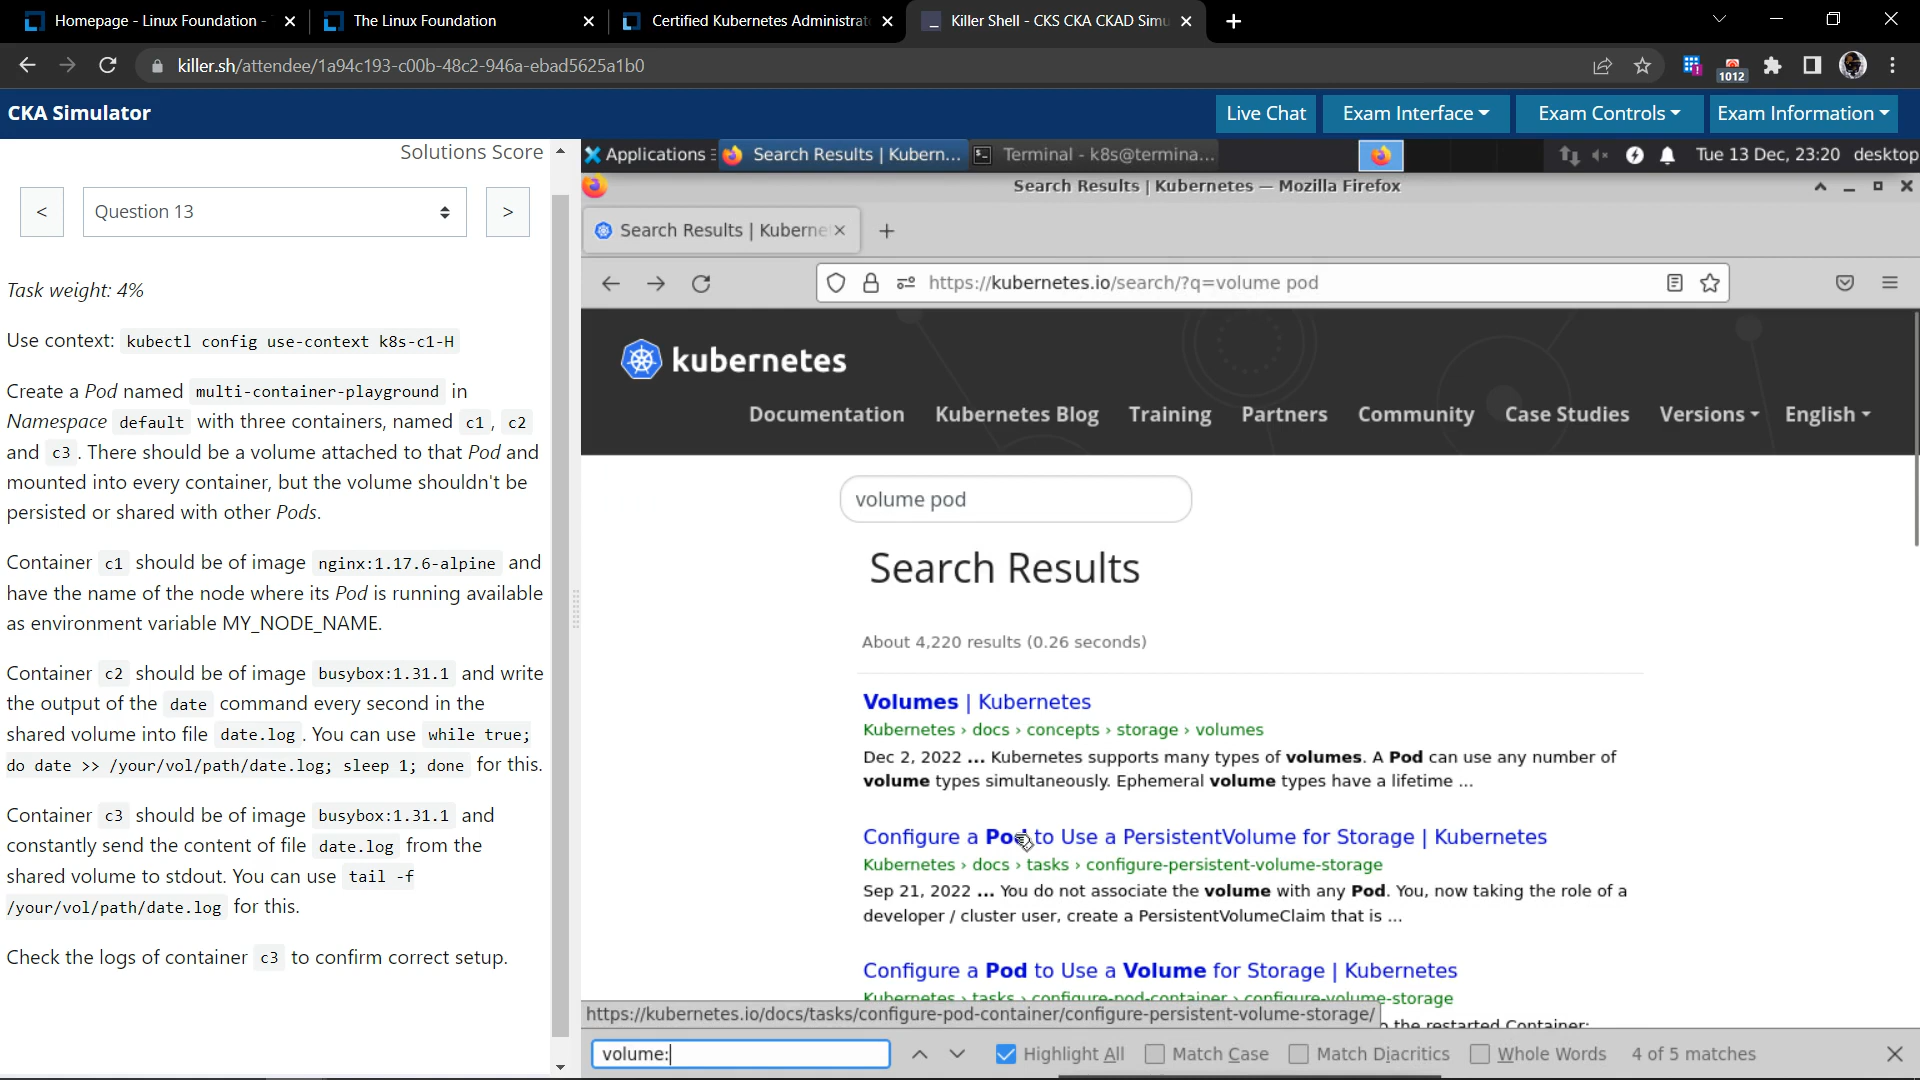 Homepage - Linux Foundation -
The Linux Foundation
Certified Kubernetes Administrat
Killer Shell - CKS CKA CKAD Simu
killer.sh/attendee/1a94c193-c00b-48c2-946a-ebad5625a1b0
1012
CKA Simulator
Live Chat
Exam Interface
Exam Controls
Exam Information
Solutions Score
<
Question 13
>
Task weight: 4%
Use context: kubectl config use-context k8s-c1-H
Create a Pod named multi-container-playground in
Namespace default with three containers, named c1 , c2
and c3 . There should be a volume attached to that Pod and
mounted into every container, but the volume shouldn't be
persisted or shared with other Pods.
Container c1 should be of image nginx:1.17.6-alpine and
have the name of the node where its Pod is running available
as environment variable MY_NODE_NAME.
Container c2 should be of image busybox:1.31.1 and write
the output of the date command every second in the
shared volume into file date.log . You can use while true;
do date >> /your/vol/path/date.log; sleep 1; done for this.
Container c3 should be of image busybox:1.31.1 and
constantly send the content of file date.log from the
shared volume to stdout. You can use tail -f
/your/vol/path/date.log for this.
Check the logs of container c3 to confirm correct setup.
Applications
Search Results | Kubern...
Terminal - k8s@termina...
Tue 13 Dec, 23:20 desktop
Search Results | Kubernetes — Mozilla Firefox
Search Results | Kuberne
https://kubernetes.io/search/?q=volume pod
kubernetes
Documentation
Kubernetes Blog
Training
Partners
Community
Case Studies
Versions
English
volume pod
Search Results
About 4,220 results (0.26 seconds)
Volumes | Kubernetes
Kubernetes › docs › concepts › storage › volumes
Dec 2, 2022 ... Kubernetes supports many types of volumes. A Pod can use any number of
volume types simultaneously. Ephemeral volume types have a lifetime ...
Configure a Pod to Use a PersistentVolume for Storage | Kubernetes
Kubernetes › docs › tasks › configure-persistent-volume-storage
Sep 21, 2022 ... You do not associate the volume with any Pod. You, now taking the role of a
developer / cluster user, create a PersistentVolumeClaim that is ...
Configure a Pod to Use a Volume for Storage | Kubernetes
Kubernetes › tasks › configure-pod-container › configure-volume-storage
https://kubernetes.io/docs/tasks/configure-pod-container/configure-persistent-volume-storage/
the restarted Container:
volume:
Highlight All
Match Case
Match Diacritics
Whole Words
4 of 5 matches